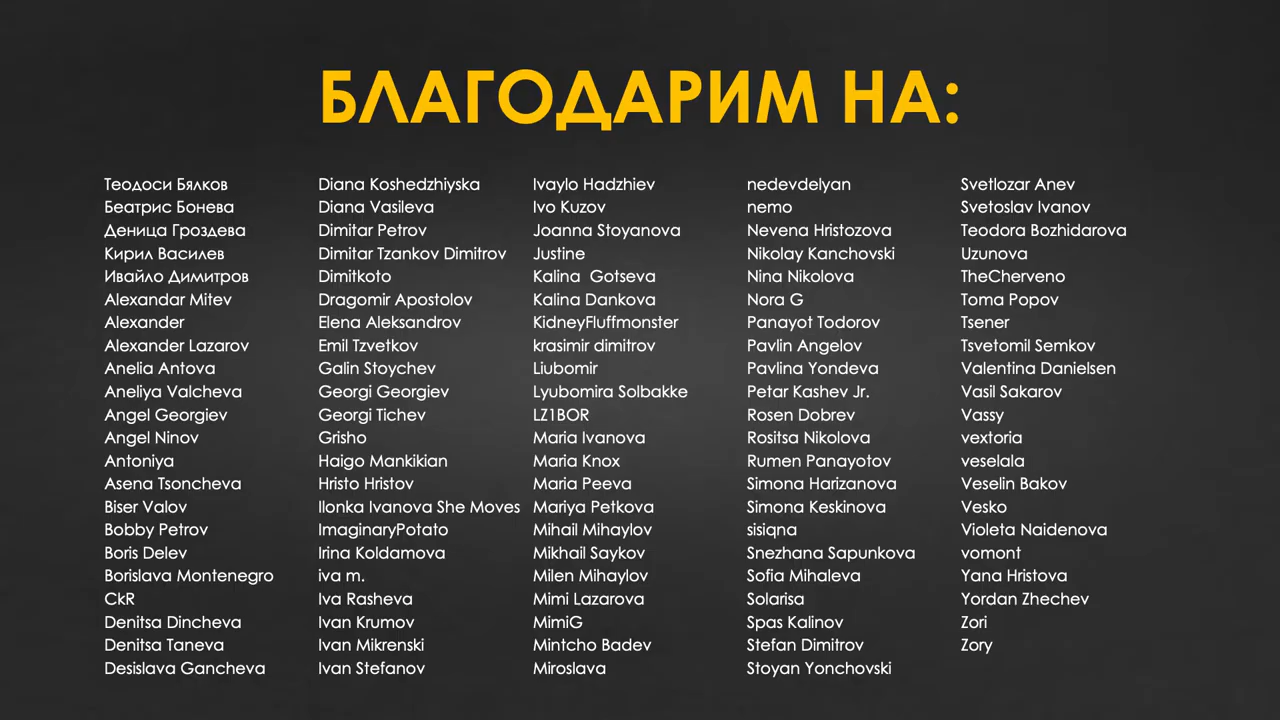 БЛАГОДАРИМ НА:
Теодоси Бялков
Беатрис Бонева
Деница Гроздева
Кирил Василев
Ивайло Димитров
Alexandar Mitev
Alexander
Alexander Lazarov
Anelia Antova
Aneliya Valcheva
Angel Georgiev
Angel Ninov
Antoniya
Asena Tsoncheva
Biser Valov
Bobby Petrov
Boris Delev
Borislava Montenegro
CkR
Denitsa Dincheva
Denitsa Taneva
Desislava Gancheva
Diana Koshedzhiyska
Diana Vasileva
Dimitar Petrov
Dimitar Tzankov Dimitrov
Dimitkoto
Dragomir Apostolov
Elena Aleksandrov
Emil Tzvetkov
Galin Stoychev
Georgi Georgiev
Georgi Tichev
Grisho
Haigo Mankikian
Hristo Hristov
Ilonka Ivanova She Moves
ImaginaryPotato
Irina Koldamova
iva m.
Iva Rasheva
Ivan Krumov
Ivan Mikrenski
Ivan Stefanov
Ivaylo Hadzhiev
Ivo Kuzov
Joanna Stoyanova
Justine
Kalina  Gotseva
Kalina Dankova
KidneyFluffmonster
krasimir dimitrov
Liubomir
Lyubomira Solbakke
LZ1BOR
Maria Ivanova
Maria Knox
Maria Peeva
Mariya Petkova
Mihail Mihaylov
Mikhail Saykov
Milen Mihaylov
Mimi Lazarova
MimiG
Mintcho Badev
Miroslava
nedevdelyan
nemo
Nevena Hristozova
Nikolay Kanchovski
Nina Nikolova
Nora G
Panayot Todorov
Pavlin Angelov
Pavlina Yondeva
Petar Kashev Jr.
Rosen Dobrev
Rositsa Nikolova
Rumen Panayotov
Simona Harizanova
Simona Keskinova
sisiqna
Snezhana Sapunkova
Sofia Mihaleva
Solarisa
Spas Kalinov
Stefan Dimitrov
Stoyan Yonchovski
Svetlozar Anev
Svetoslav Ivanov
Teodora Bozhidarova
Uzunova
TheCherveno
Toma Popov
Tsener
Tsvetomil Semkov
Valentina Danielsen
Vasil Sakarov
Vassy
vextoria
veselala
Veselin Bakov
Vesko
Violeta Naidenova
vomont
Yana Hristova
Yordan Zhechev
Zori
Zory